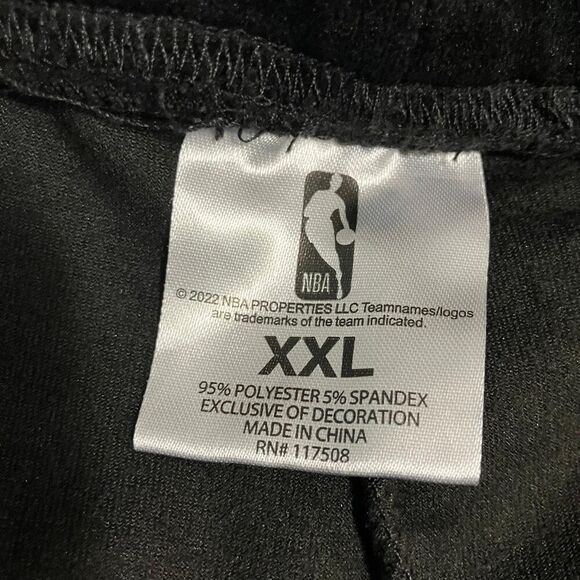 NBA
© 2022 NBA PROPERTIES LLC Teamnames/logos
are trademarks of the team indicated.
XXL
95% POLYESTER 5% SPANDEX
EXCLUSIVE OF DECORATION
MADE IN CHINA
RN# 117508